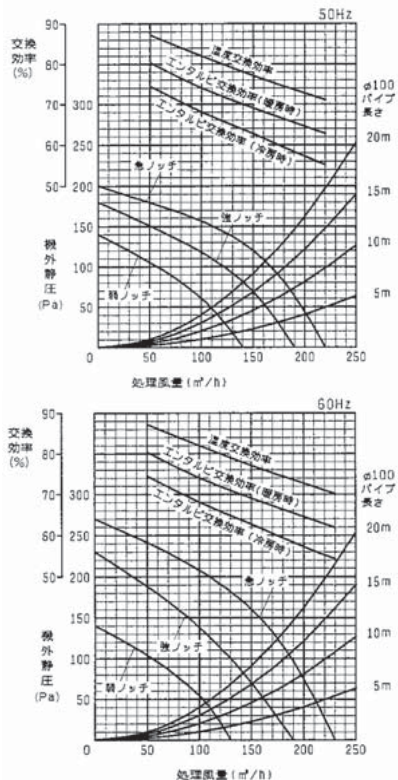 50Hz
交換
効率
(%)
90
80
70
60
50
温度交換効率
エンタルピ交換効率(暖房時)
エンタルピ交換効率(冷房時)
φ100
パイプ
長さ
20m
15m
10m
5m
急ノッチ
強ノッチ
弱ノッチ
機外静圧
(Pa)
300
250
200
150
100
50
0
50
100
150
200
250
処理風量(m³/h)
60Hz
交換
効率
(%)
90
80
70
60
50
温度交換効率
エンタルピ交換効率(暖房時)
エンタルピ交換効率(冷房時)
φ100
パイプ
長さ
20m
15m
10m
5m
急ノッチ
強ノッチ
弱ノッチ
機外静圧
(Pa)
300
250
200
150
100
50
0
50
100
150
200
250
処理風量(m³/h)